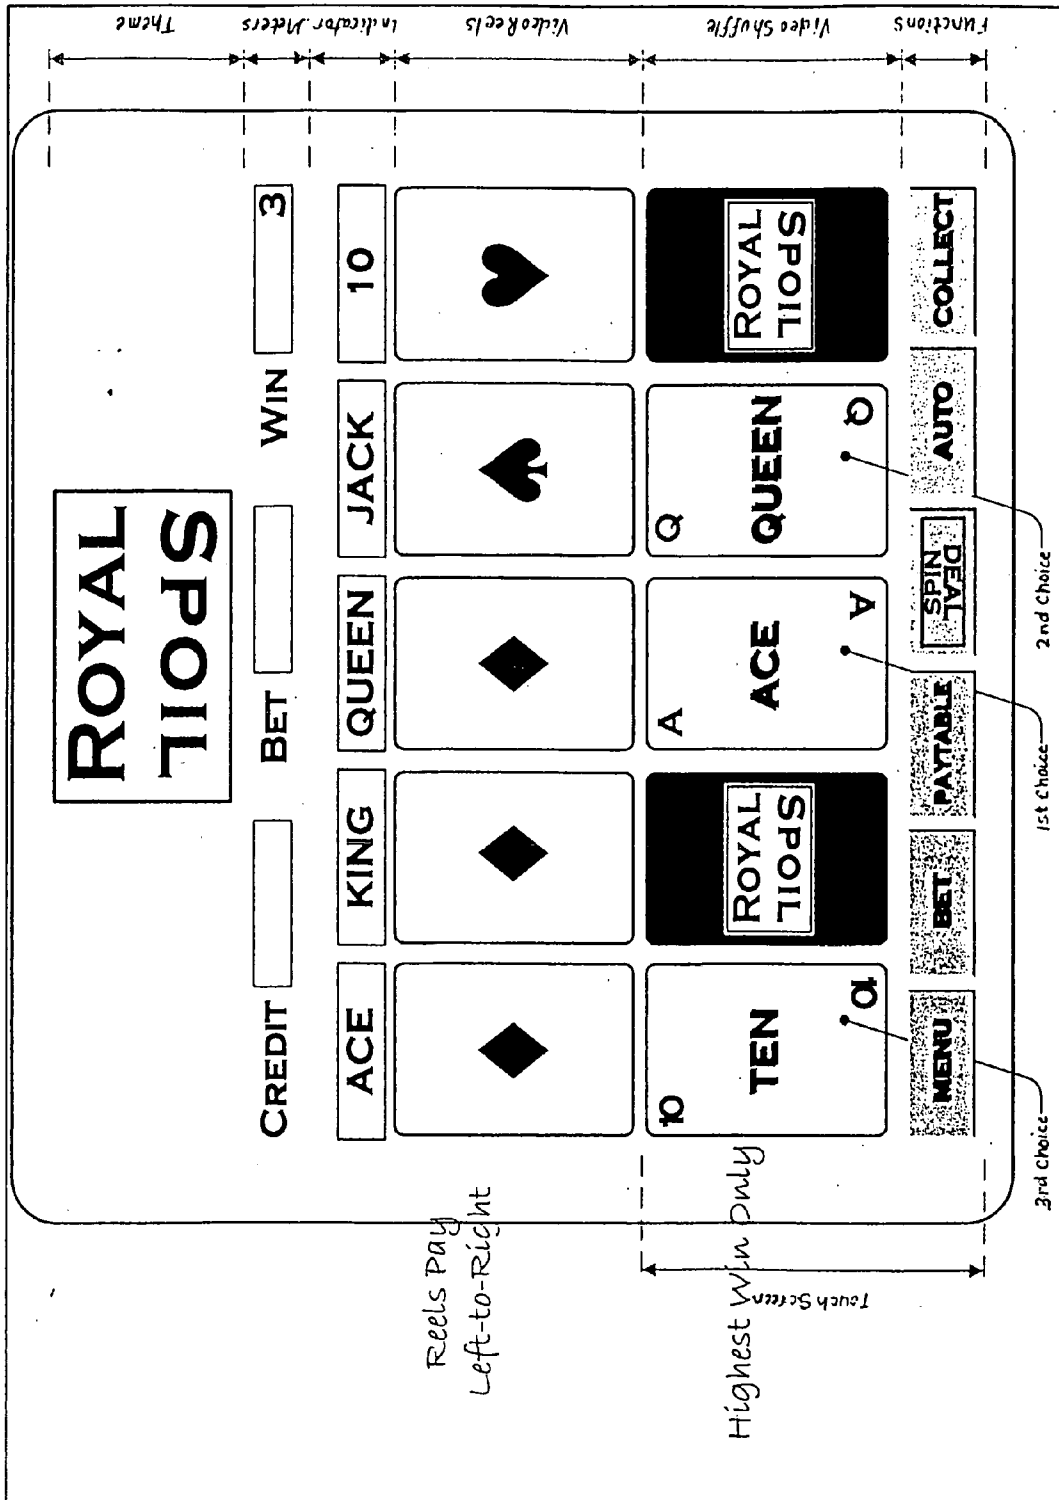 ROYAL
SPOIL
CREDIT
BET
WIN 3
ACE KING QUEEN JACK 10
10 TEN 10
ROYAL
SPOIL
A ACE A
Q QUEEN Q
ROYAL
SPOIL
MENU
BET
PAYTABLE
SPIN
DEAL
AUTO
COLLECT
Theme
Meters
Indicator
Video Reels
Video Shuffle
Functions
Touch Screen
Reels Pay
Left-to-Right
Highest Win Only
3rd Choice
1st Choice
2nd Choice